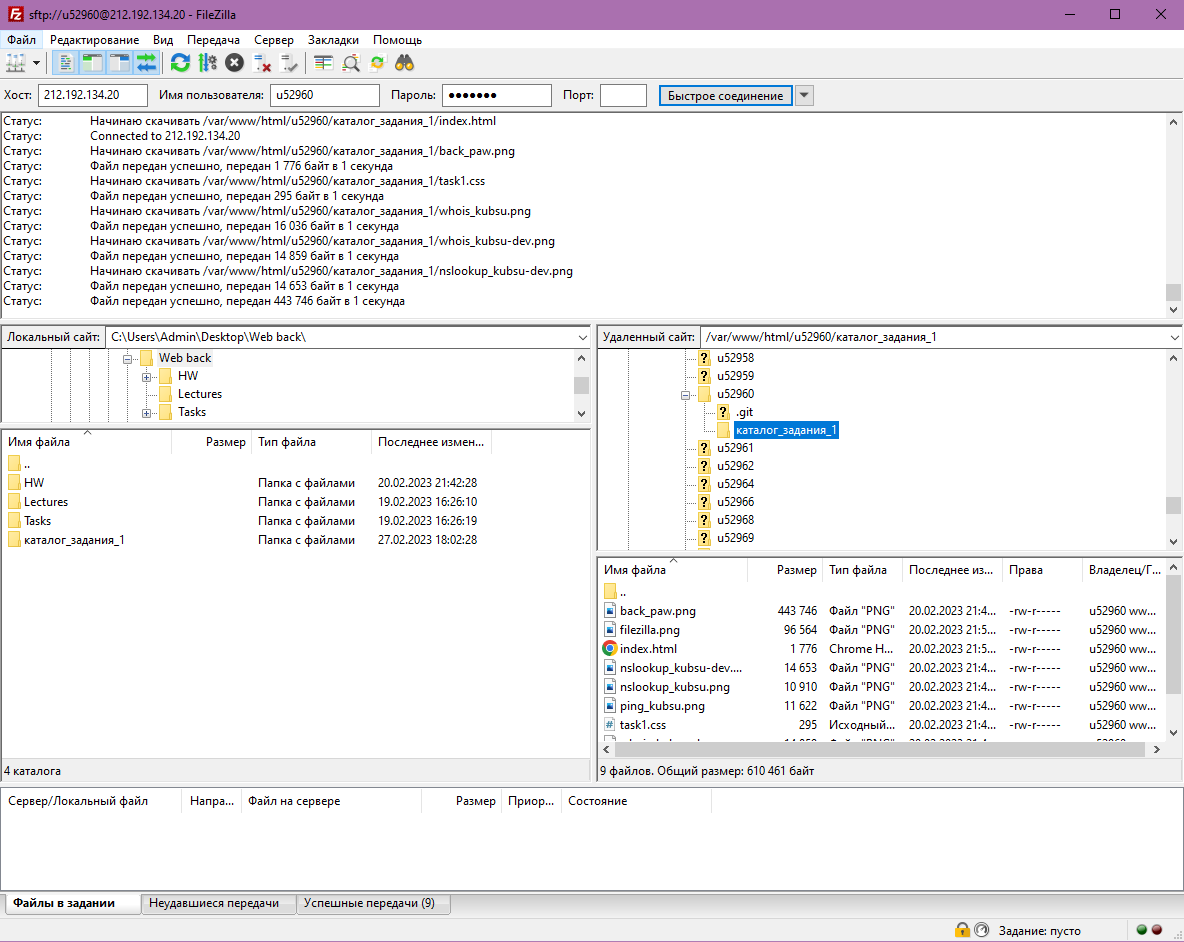 sftp://u52960@212.192.134.20 - FileZilla
Файл Редактирование Вид Передача Сервер Закладки Помощь
Хост: 212.192.134.20 Имя пользователя: u52960 Пароль: ●●●●●●● Порт: Быстрое соединение
Статус: Начинаю скачивать /var/www/html/u52960/каталог_задания_1/index.html
Статус: Connected to 212.192.134.20
Статус: Начинаю скачивать /var/www/html/u52960/каталог_задания_1/back_paw.png
Статус: Файл передан успешно, передан 1 776 байт в 1 секунда
Статус: Начинаю скачивать /var/www/html/u52960/каталог_задания_1/task1.css
Статус: Файл передан успешно, передан 295 байт в 1 секунда
Статус: Начинаю скачивать /var/www/html/u52960/каталог_задания_1/whois_kubsu.png
Статус: Файл передан успешно, передан 16 036 байт в 1 секунда
Статус: Начинаю скачивать /var/www/html/u52960/каталог_задания_1/whois_kubsu-dev.png
Статус: Файл передан успешно, передан 14 859 байт в 1 секунда
Статус: Начинаю скачивать /var/www/html/u52960/каталог_задания_1/nslookup_kubsu-dev.png
Статус: Файл передан успешно, передан 14 653 байт в 1 секунда
Статус: Файл передан успешно, передан 443 746 байт в 1 секунда
Локальный сайт: C:\Users\Admin\Desktop\Web back\
Web back
HW
Lectures
Tasks
Имя файла Размер Тип файла Последнее измен...
..
HW Папка с файлами 20.02.2023 21:42:28
Lectures Папка с файлами 19.02.2023 16:26:10
Tasks Папка с файлами 19.02.2023 16:26:19
каталог_задания_1 Папка с файлами 27.02.2023 18:02:28
4 каталога
Удаленный сайт: /var/www/html/u52960/каталог_задания_1
u52958
u52959
u52960
.git
каталог_задания_1
u52961
u52962
u52964
u52966
u52968
u52969
Имя файла Размер Тип файла Последнее из... Права Владелец/Г...
..
back_paw.png 443 746 Файл "PNG" 20.02.2023 21:4... -rw-r----- u52960 ww...
filezilla.png 96 564 Файл "PNG" 20.02.2023 21:5... -rw-r----- u52960 ww...
index.html 1 776 Chrome H... 20.02.2023 21:5... -rw-r----- u52960 ww...
nslookup_kubsu-dev.... 14 653 Файл "PNG" 20.02.2023 21:4... -rw-r----- u52960 ww...
nslookup_kubsu.png 10 910 Файл "PNG" 20.02.2023 21:4... -rw-r----- u52960 ww...
ping_kubsu.png 11 622 Файл "PNG" 20.02.2023 21:4... -rw-r----- u52960 ww...
task1.css 295 Исходный... 20.02.2023 21:4... -rw-r----- u52960 ww...
9 файлов. Общий размер: 610 461 байт
Сервер/Локальный файл Напра... Файл на сервере Размер Приор... Состояние
Файлы в задании Неудавшиеся передачи Успешные передачи (9)
Задание: пусто